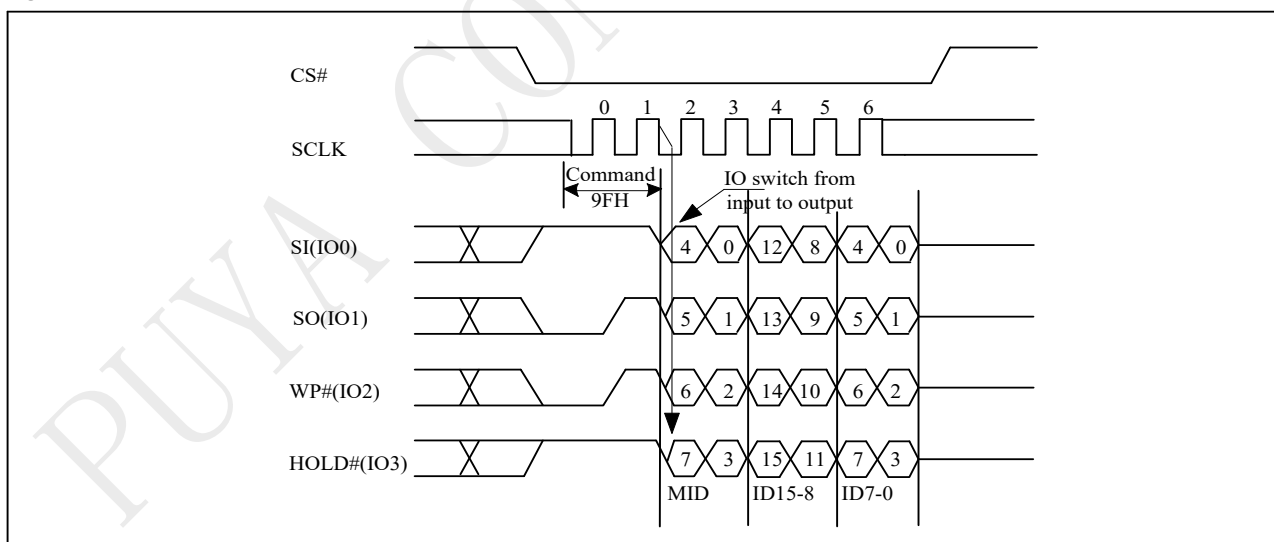 PUYA CON
CS#
0 1 2 3 4 5 6
SCLK
Command
9FH
IO switch from
input to output
SI(IO0)
4 0 12 8 4 0
SO(IO1)
5 1 13 9 5 1
WP#(IO2)
6 2 14 10 6 2
HOLD#(IO3)
7 3 15 11 7 3
MID ID15-8 ID7-0